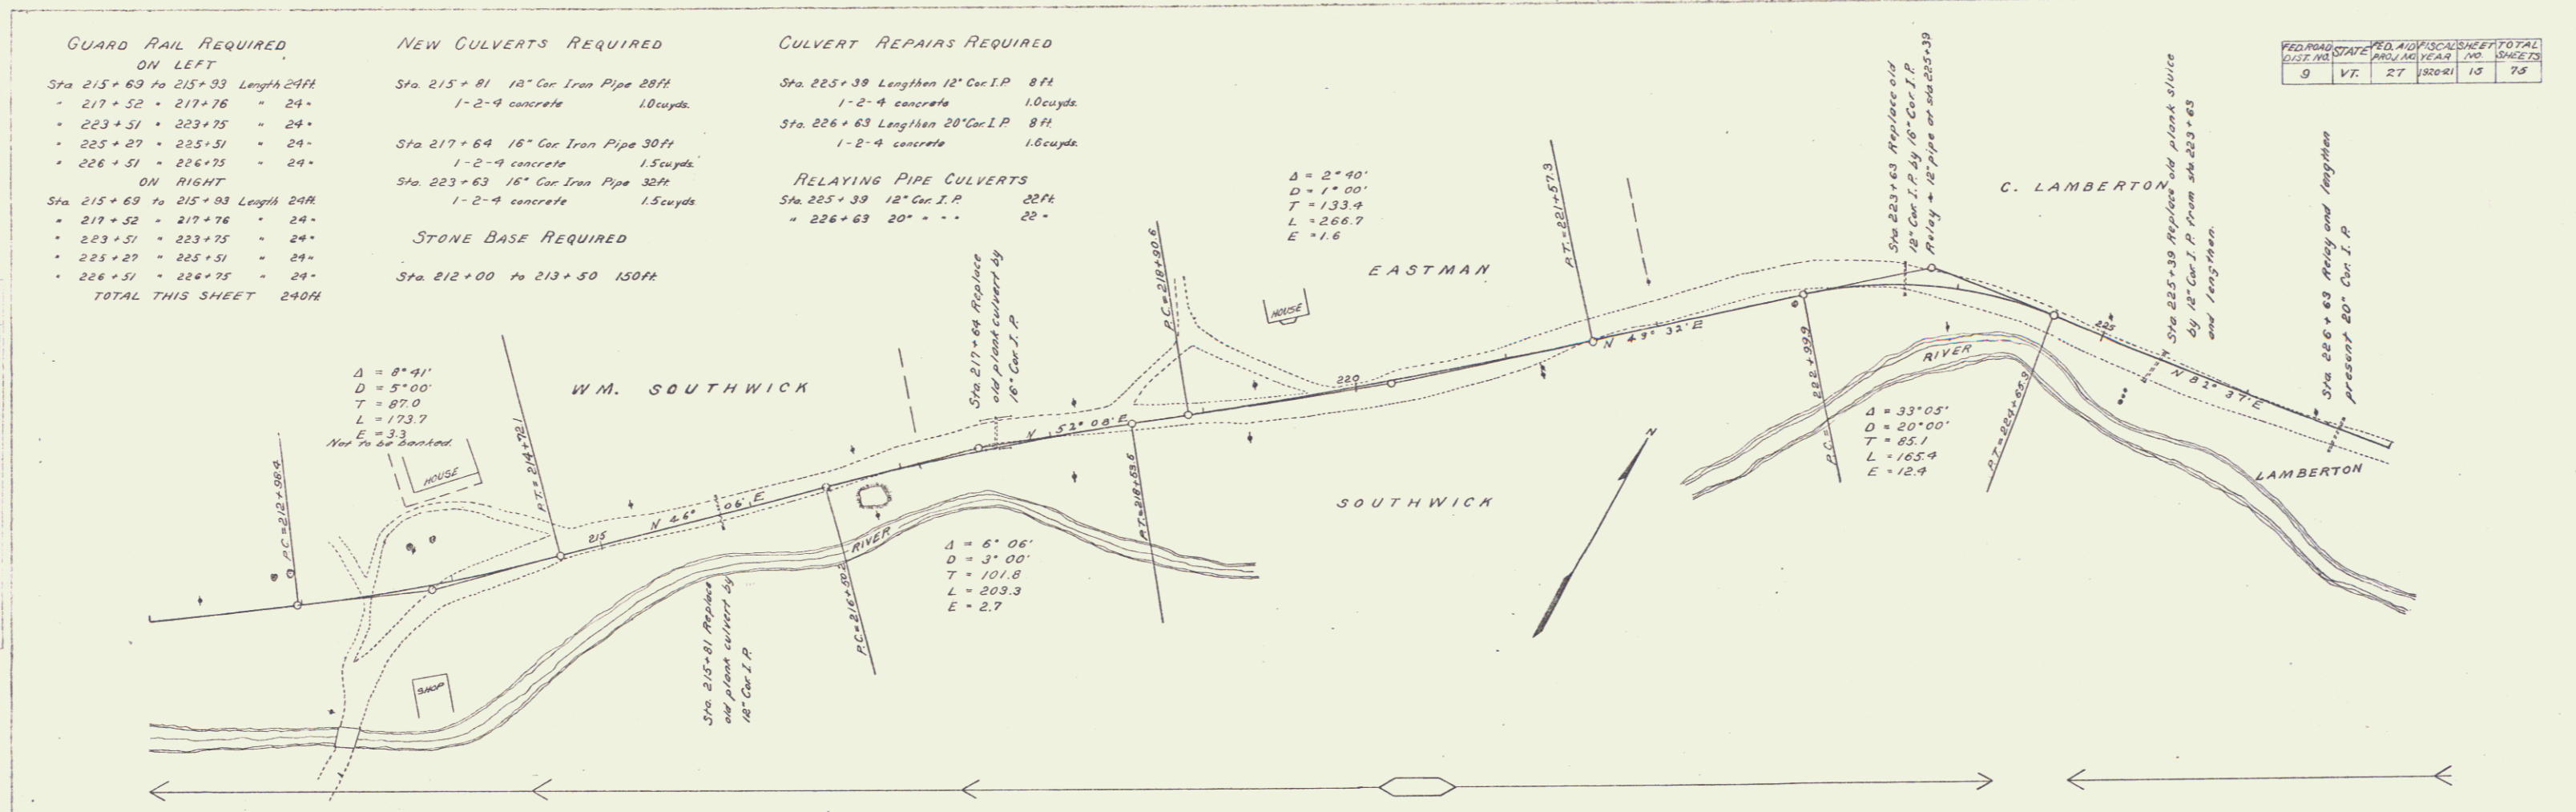 GUARD RAIL REQUIRED
ON LEFT
Sta 215+69 to 215+93 Length 24ft.
" 217+52 " 217+76 " 24"
" 223+51 " 223+75 " 24"
" 225+27 " 225+51 " 24"
" 226+51 " 226+75 " 24"
ON RIGHT
Sta. 215+69 to 215+93 Length 24ft.
" 217+52 " 217+76 " 24"
" 223+51 " 223+75 " 24"
" 225+27 " 225+51 " 24"
" 226+51 " 226+75 " 24"
TOTAL THIS SHEET 240ft
NEW CULVERTS REQUIRED
Sta. 215+81 12" Cor. Iron Pipe 28ft
1-2-4 concrete 1.0cu.yds.
Sta. 217+64 16" Cor. Iron Pipe 30ft
1-2-4 concrete 1.5cu.yds.
Sta. 223+63 16" Cor. Iron Pipe 32ft
1-2-4 concrete 1.5cu.yds
STONE BASE REQUIRED
Sta. 212+00 to 213+50 150ft.
CULVERT REPAIRS REQUIRED
Sta. 225+39 Lengthen 12" Cor. I.P. 8ft
1-2-4 concrete 1.0cu.yds.
Sta. 226+63 Lengthen 20" Cor. I.P. 8ft.
1-2-4 concrete 1.6cu.yds.
RELAYING PIPE CULVERTS
Sta. 225+39 12" Cor. I.P. 22ft
" 226+63 20" " " " 22"
FED. ROAD DIST. NO. STATE FED. AID PROJ. NO. FISCAL YEAR SHEET NO. TOTAL SHEETS
9 VT. 27 1920-21 15 75
Δ = 8°41'
D = 5°00'
T = 87.0
L = 173.7
E = 3.3
Not to be banked.
HOUSE
P.C.=212+98.4
P.T.=214+72.1
WM. SOUTHWICK
215
N 46° 06' E
SHOP
Sta. 215+81 Replace
old plank culvert by
12" Cor. I.P.
P.C.=216+50.2
RIVER
Δ = 6° 06'
D = 3° 00'
T = 101.8
L = 203.3
E = 2.7
Sta. 217+64 Replace
old plank culvert by
16" Cor. I.P.
N 52° 08' E
P.T.=218+53.5
P.C.=218+90.6
Δ = 2°40'
D = 1°00'
T = 133.4
L = 266.7
E = 1.6
HOUSE
EASTMAN
220
SOUTHWICK
N
P.T.=221+57.3
N 49° 32' E
P.C.=222+99.9
Sta. 223+63 Replace old
12" Cor. I.P. by 16" Cor. I.P.
Relay 12" pipe at sta. 225+39
C. LAMBERTON
RIVER
Δ = 33°05'
D = 20°00'
T = 85.1
L = 165.4
E = 12.4
P.T.=224+65.3
225
Sta. 225+39 Replace old plank sluice
by 12" Cor. I.P. from sta. 223+63
and lengthen.
N 82° 37' E
Sta. 226+63 Relay and lengthen
present 20" Cor. I.P.
LAMBERTON